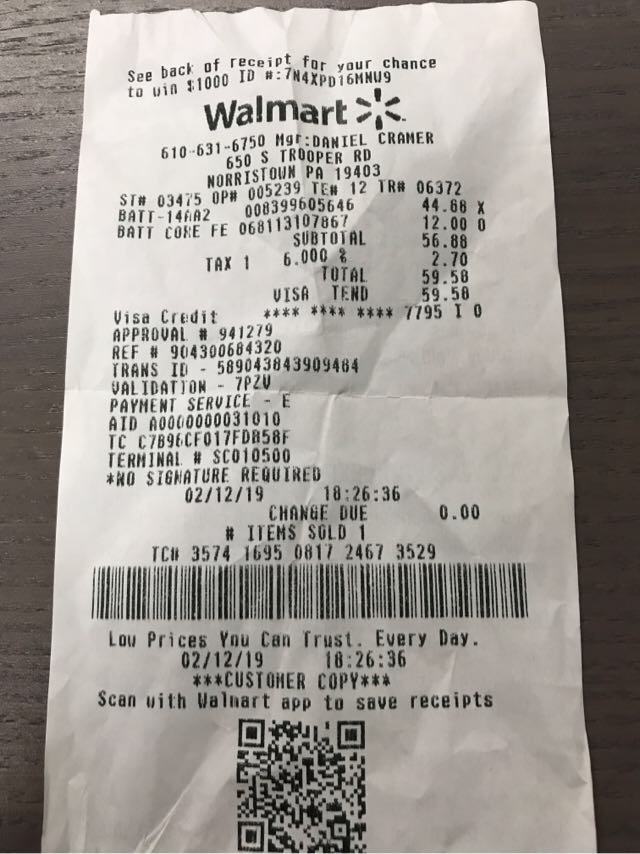 See back of receipt for your chance
to win $1000 ID #:7N4XPD16MNW9
Walmart
610-631-6750 Mgr:DANIEL CRAMER
650 S TROOPER RD
NORRISTOWN PA 19403
ST# 03475 OP# 005239 TE# 12 TR# 06372
BATT-14AA2 008399605646 44.88 X
BATT CORE FE 068113107867 12.00 O
SUBTOTAL 56.88
TAX 1 6.000 % 2.70
TOTAL 59.58
VISA TEND 59.58
Visa Credit **** **** **** 7795 I 0
APPROVAL # 941279
REF # 904300684320
TRANS ID - 589043843909484
VALIDATION - 7PZV
PAYMENT SERVICE - E
AID A0000000031010
TC C7B96CF017FDB58F
TERMINAL # SC010500
*NO SIGNATURE REQUIRED
02/12/19 18:26:36
CHANGE DUE 0.00
# ITEMS SOLD 1
TC# 3574 1695 0817 2467 3529
Low Prices You Can Trust. Every Day.
02/12/19 18:26:36
***CUSTOMER COPY***
Scan with Walmart app to save receipts